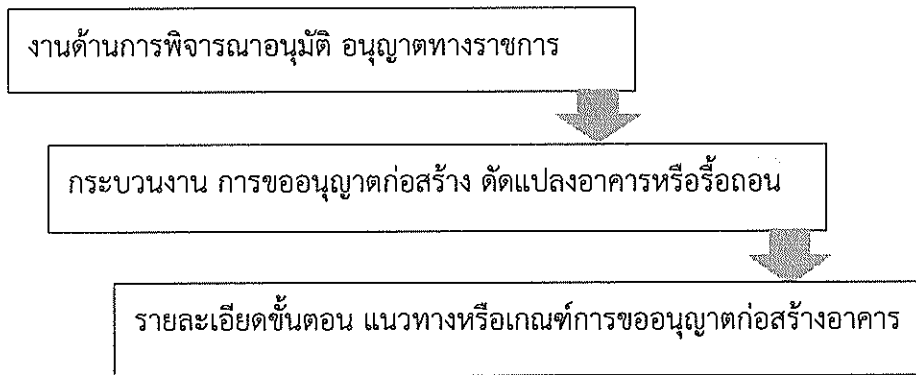 งานด้านการพิจารณาอนุมัติ อนุญาตทางราชการ
กระบวนงาน การขออนุญาตก่อสร้าง ดัดแปลงอาคารหรือรื้อถอน
รายละเอียดขั้นตอน แนวทางหรือเกณฑ์การขออนุญาตก่อสร้างอาคาร